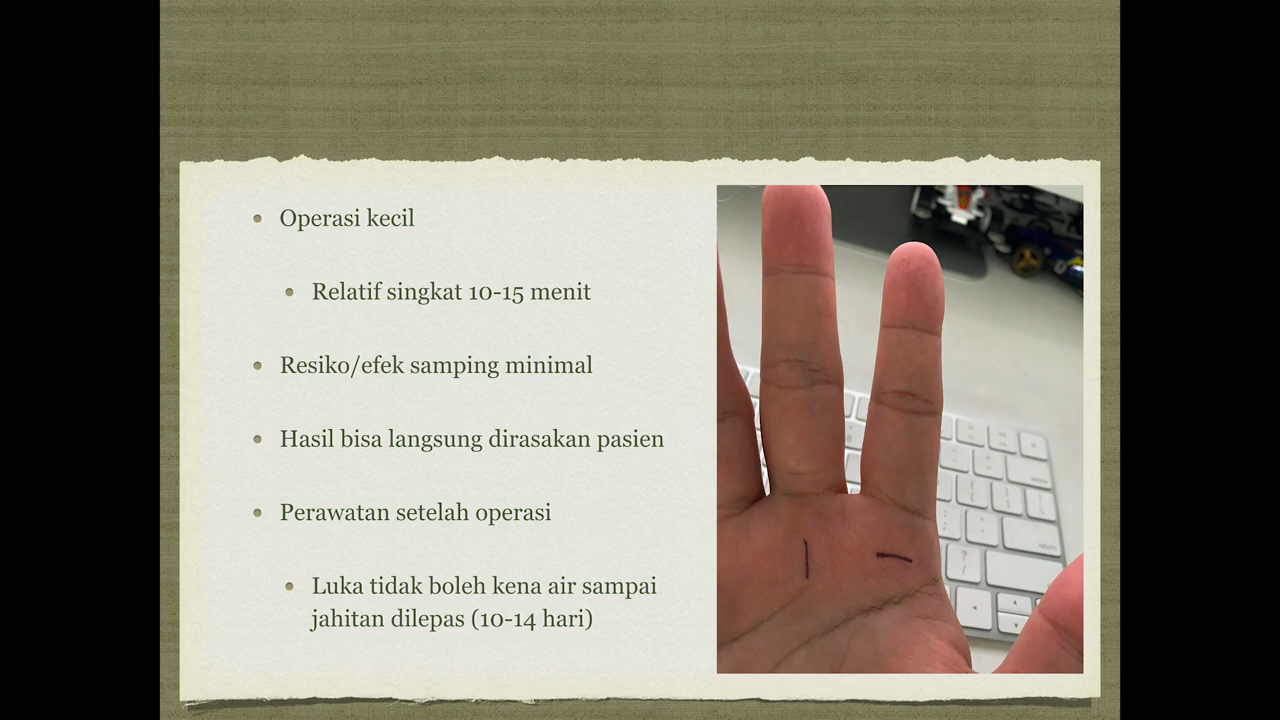 Operasi kecil
Relatif singkat 10-15 menit
Resiko/efek samping minimal
Hasil bisa langsung dirasakan pasien
Perawatan setelah operasi
Luka tidak boleh kena air sampai
jahitan dilepas (10-14 hari)